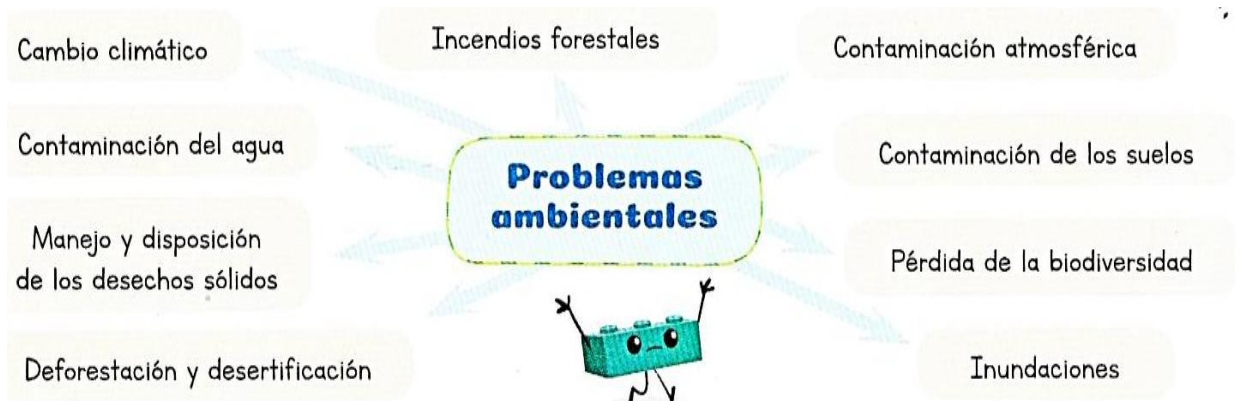 Cambio climático
Incendios forestales
Contaminación atmosférica
Contaminación del agua
Contaminación de los suelos
Problemas
ambientales
Manejo y disposición
de los desechos sólidos
Pérdida de la biodiversidad
Deforestación y desertificación
Inundaciones